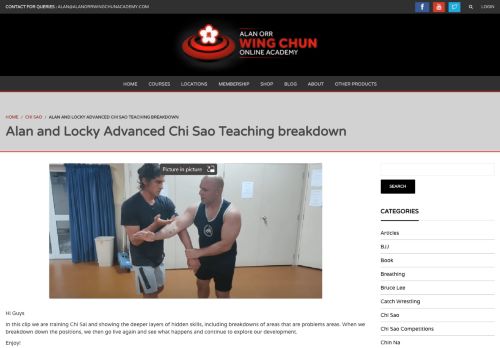 CONTACT FOR QUERIES : ALAN@ALANORRWINGCHUNACADEMY.COM
LOGIN
ALAN ORR
WING CHUN
ONLINE ACADEMY
HOME COURSES LOCATIONS MEMBERSHIP SHOP BLOG ABOUT OTHER PRODUCTS
HOME / CHI SAO / ALAN AND LOCKY ADVANCED CHI SAO TEACHING BREAKDOWN
Alan and Locky Advanced Chi Sao Teaching breakdown
Picture in picture
Hi Guys
In this clip we are training Chi Sai and showing the deeper layers of hidden skills, including breakdowns of areas that are problems areas. When we
breakdown down the positions, we then go live again and see what happens and continue to explore our development.
Enjoy!
SEARCH
CATEGORIES
Articles
BJJ
Book
Breathing
Bruce Lee
Catch Wrestling
Chi Sao
Chi Sao Competitions
Chin Na